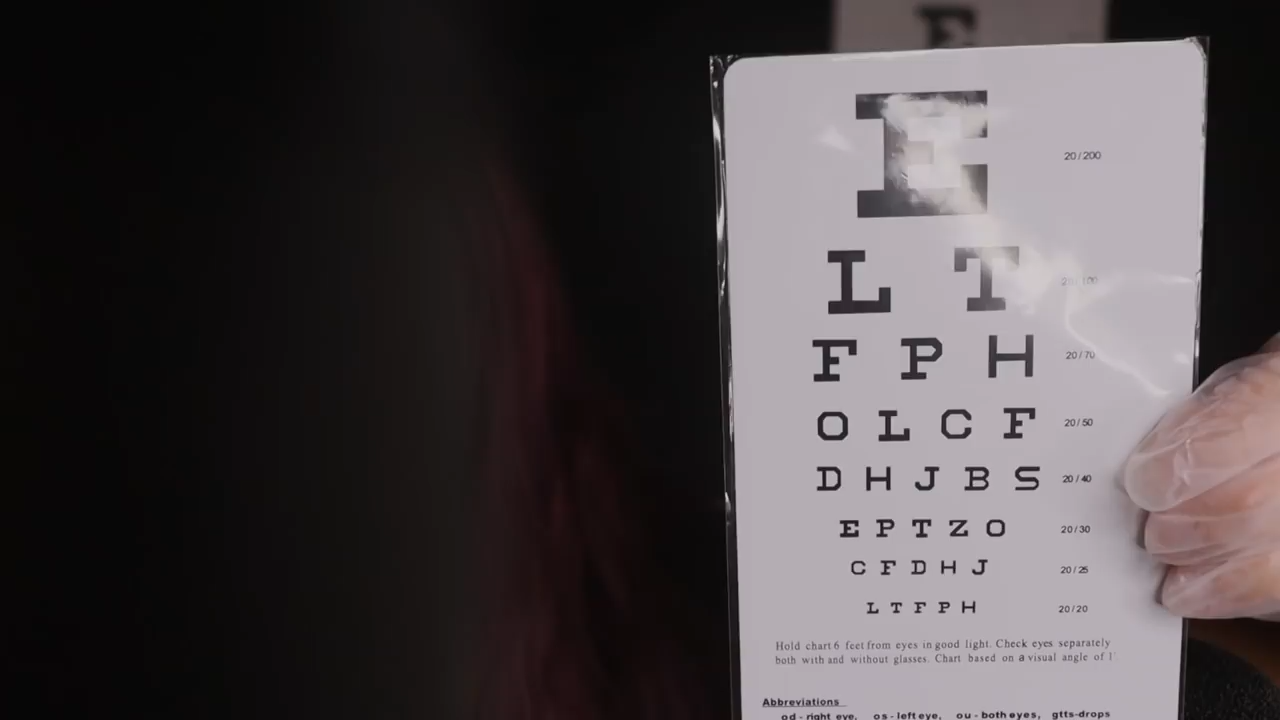 E
E 20/200
L T 20/100
F P H 20/70
O L C F 20/50
D H J B S 20/40
E P T Z O 20/30
C F D H J 20/25
L T F P H 20/20
Hold chart 6 feet from eyes in good light. Check eyes separately
both with and without glasses. Chart based on a visual angle of 1'
Abbreviations
od - right eye, os - left eye, ou - both eyes, gtts-drops